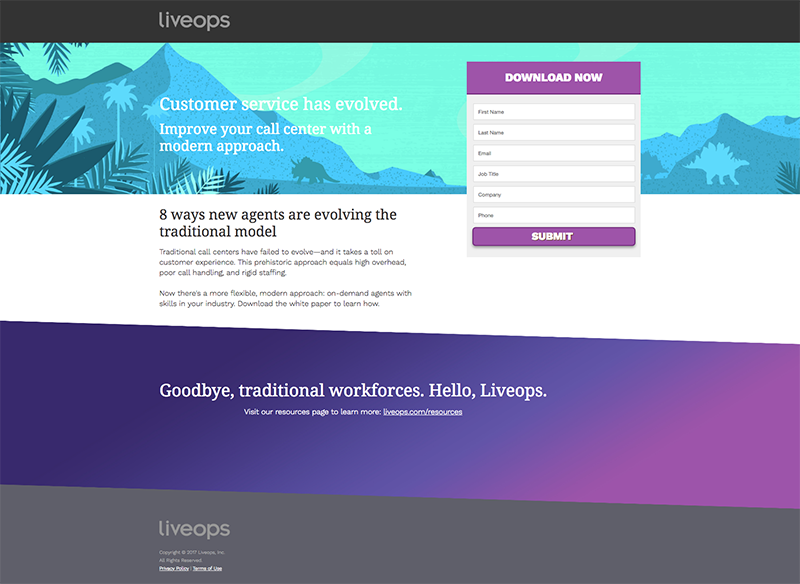 liveops
Customer service has evolved.
Improve your call center with a
modern approach.
DOWNLOAD NOW
First Name
Last Name
Email
Job Title
Company
Phone
SUBMIT
8 ways new agents are evolving the
traditional model
Traditional call centers have failed to evolve—and it takes a toll on
customer experience. This prehistoric approach equals high overhead,
poor call handling, and rigid staffing.
Now there's a more flexible, modern approach: on-demand agents with
skills in your industry. Download the white paper to learn how.
Goodbye, traditional workforces. Hello, Liveops.
Visit our resources page to learn more: liveops.com/resources
liveops
Copyright © 2017 Liveops, Inc.
All Rights Reserved.
Privacy Policy | Terms of Use